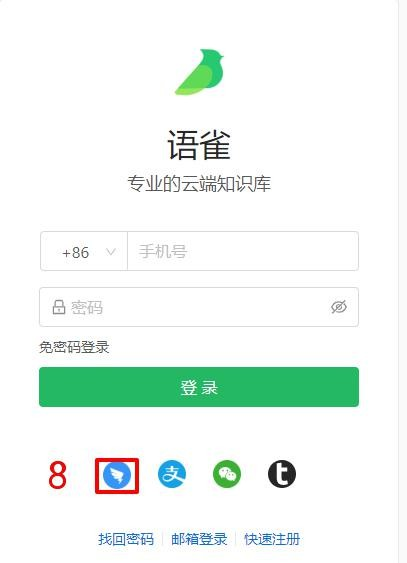 语雀
专业的云端知识库
+86 手机号
密码
免密码登录
登 录
8 支 t
找回密码 邮箱登录 快速注册